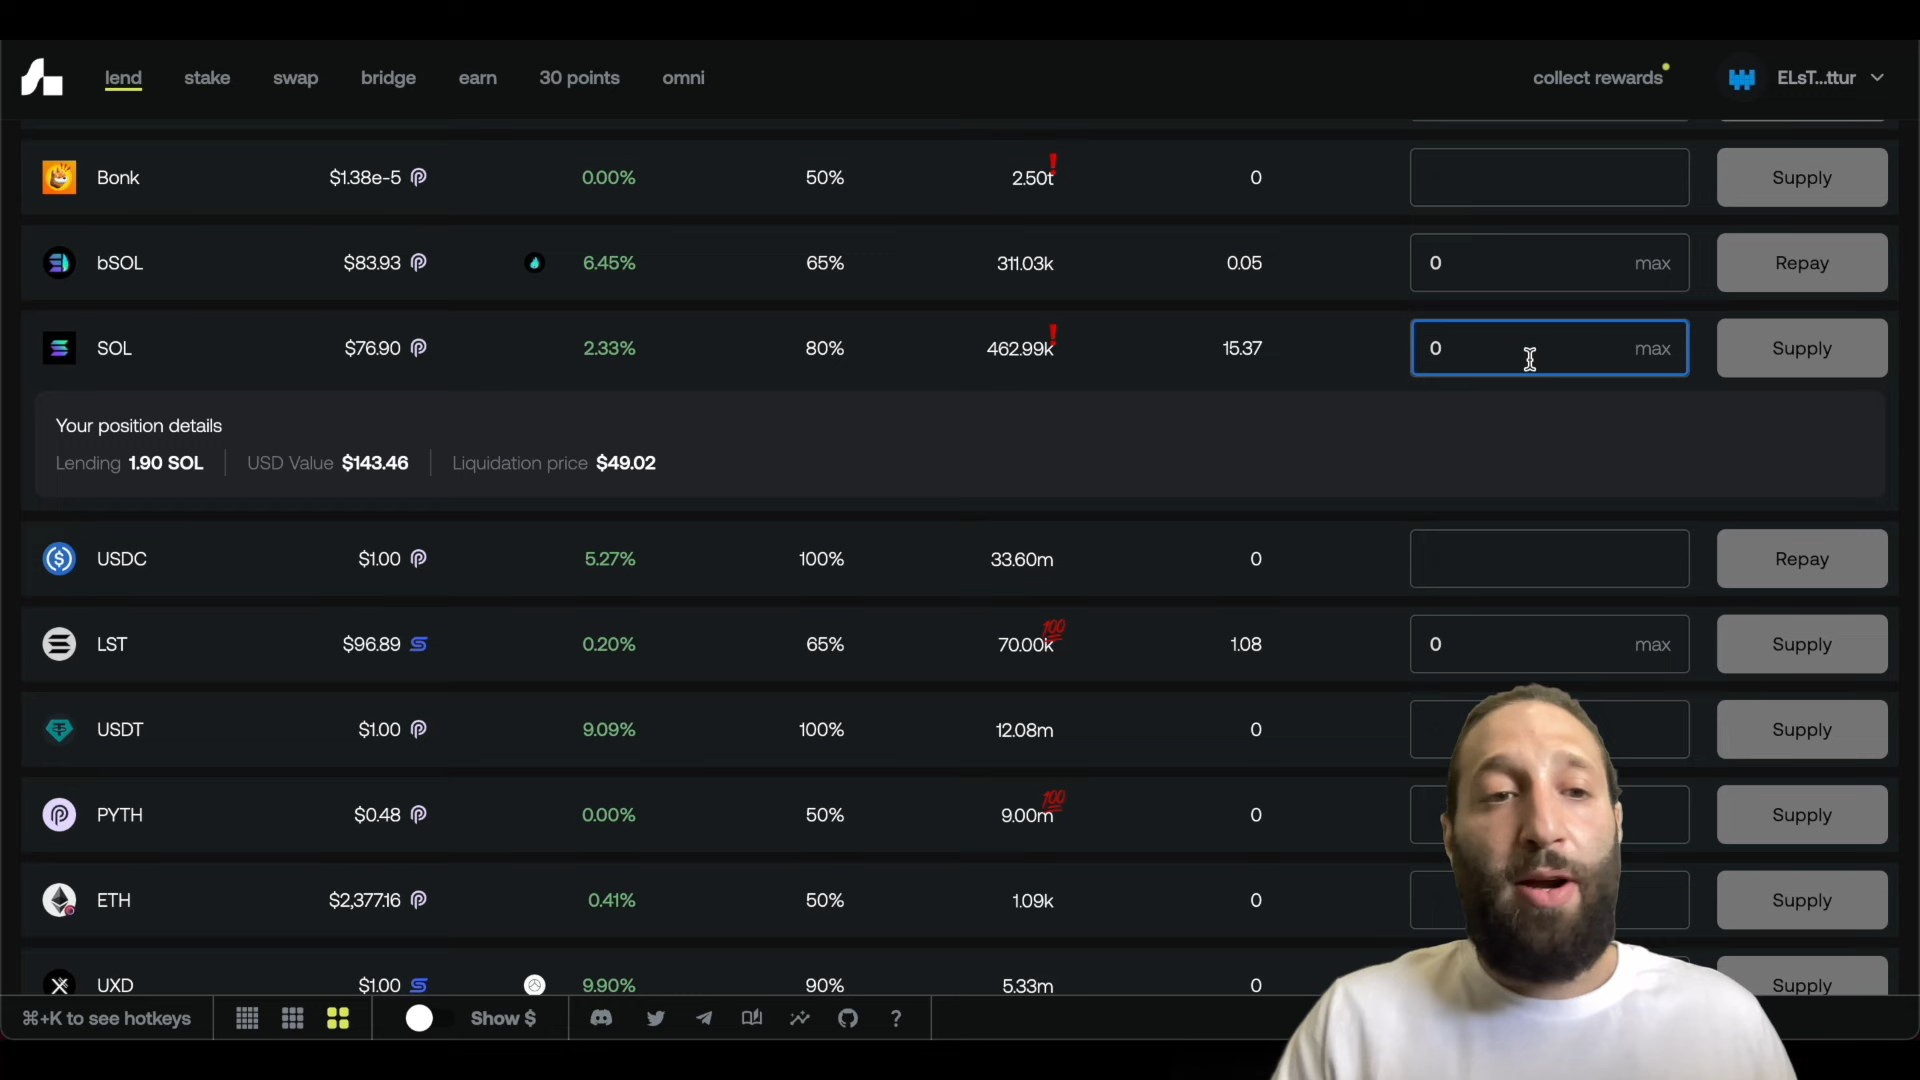 lend stake swap bridge earn 30 points omni collect rewards ELsT...ttur
Bonk $1.38e-5 0.00% 50% 2.50t 0 Supply
bSOL $83.93 6.45% 65% 311.03k 0.05 0 max Repay
SOL $76.90 2.33% 80% 462.99k 15.37 0 max Supply
Your position details
Lending 1.90 SOL USD Value $143.46 Liquidation price $49.02
USDC $1.00 5.27% 100% 33.60m 0 Repay
LST $96.89 0.20% 65% 70.00k 100 1.08 0 max Supply
USDT $1.00 9.09% 100% 12.08m 0 Supply
PYTH $0.48 0.00% 50% 9.00m 100 0 Supply
ETH $2,377.16 0.41% 50% 1.09k 0 Supply
UXD $1.00 9.90% 90% 5.33m 0 Supply
⌘+K to see hotkeys Show $ ?